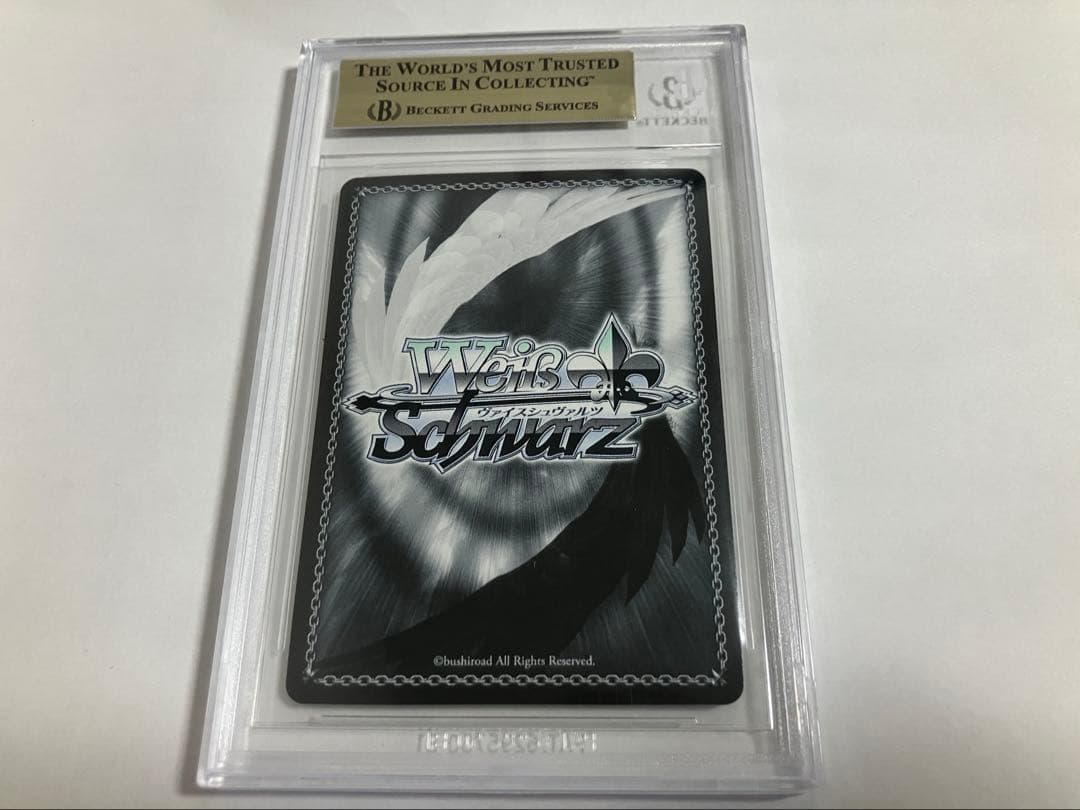 THE WORLD'S MOST TRUSTED
SOURCE IN COLLECTING™
B BECKETT GRADING SERVICES
BECKETT
Weiß
ヴァイスシュヴァルツ
Schwarz
©bushiroad All Rights Reserved.